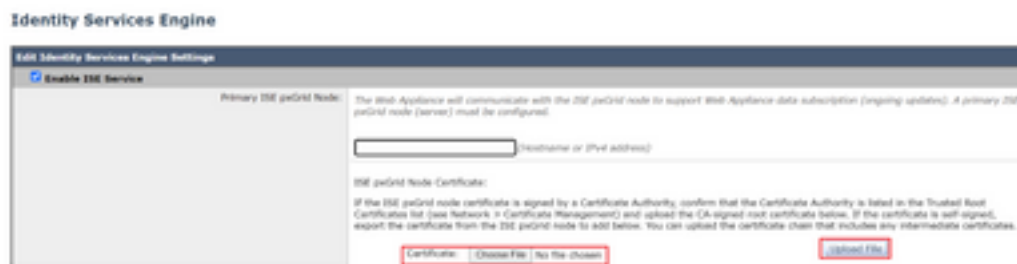 Identity Services Engine
Edit Identity Services Engine Settings
Enable ISE Service
Primary ISE pxGrid Node:
The Web Appliance will communicate with the ISE pxGrid node to support Web Appliance data subscription (ongoing updates). A primary ISE
pxGrid node (server) must be configured.
(Hostname or IPv4 address)
ISE pxGrid Node Certificate:
If the ISE pxGrid node certificate is signed by a Certificate Authority, confirm that the Certificate Authority is listed in the Trusted Root
Certificates list (see Network > Certificate Management) and upload the CA-signed root certificate below. If the certificate is self-signed,
export the certificate from the ISE pxGrid node to add below. You can upload the certificate chain that includes any intermediate certificates.
Certificate: Choose File No file chosen Upload File